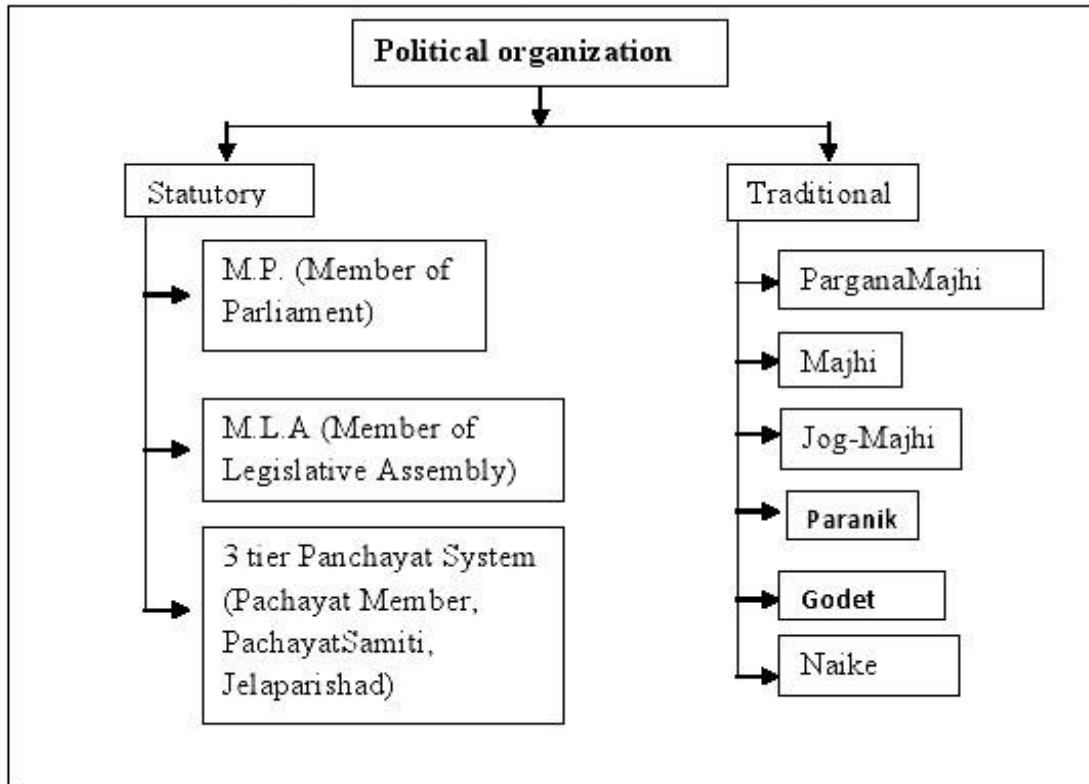 Political organization
Statutory
M.P. (Member of
Parliament)
M.L.A (Member of
Legislative Assembly)
3 tier Panchayat System
(Pachayat Member,
PachayatSamiti,
Jelaparishad)
Traditional
ParganaMajhi
Majhi
Jog-Majhi
Paranik
Godet
Naike